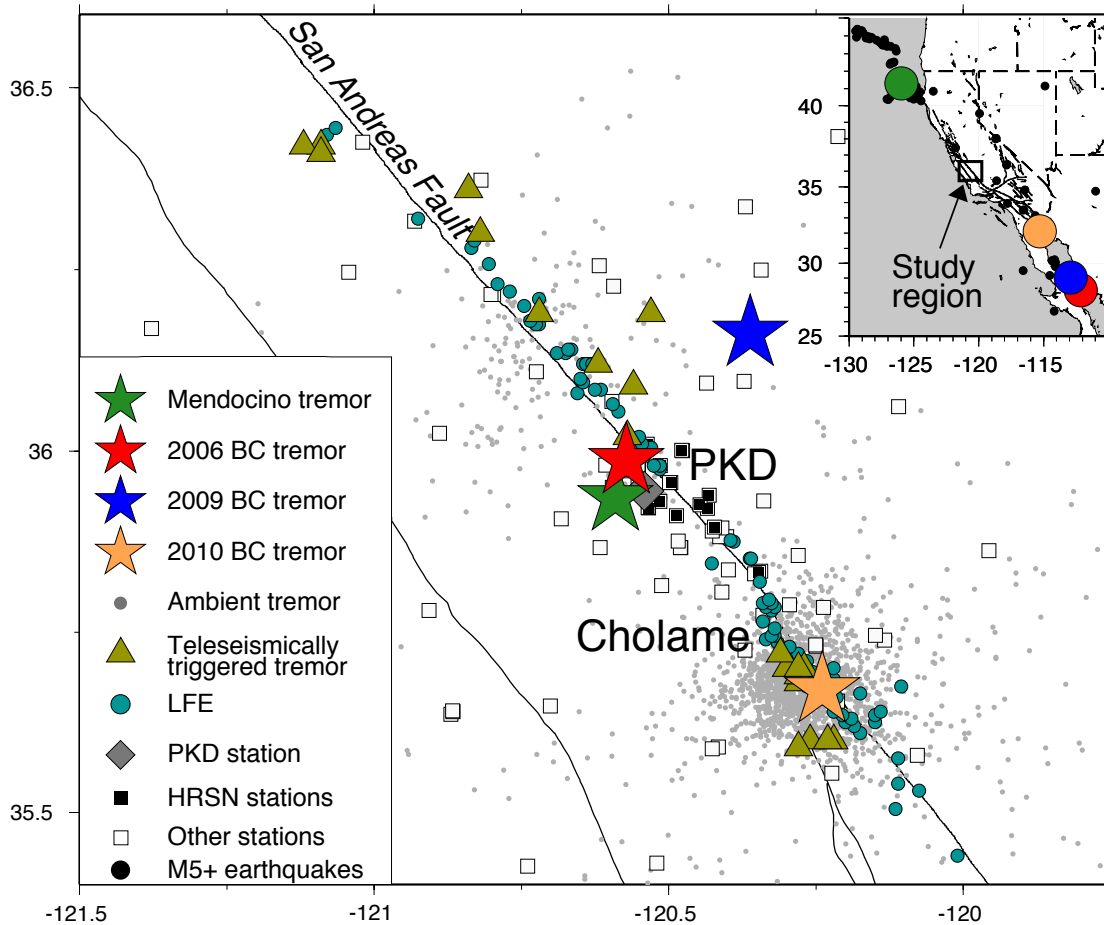 San Andreas Fault
PKD
Cholame
Mendocino tremor
2006 BC tremor
2009 BC tremor
2010 BC tremor
Ambient tremor
Teleseismically
triggered tremor
LFE
PKD station
HRSN stations
Other stations
M5+ earthquakes
Study
region
40
35
30
25
-130
-125
-120
-115
36.5
36
35.5
-121.5
-121
-120.5
-120